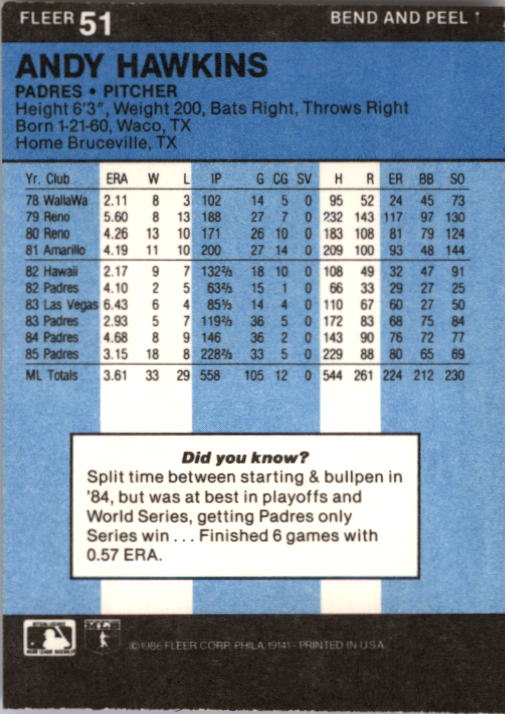 FLEER 51 BEND AND PEEL ↑
ANDY HAWKINS
PADRES • PITCHER
Height 6'3", Weight 200, Bats Right, Throws Right
Born 1-21-60, Waco, TX
Home Bruceville, TX
Yr. Club ERA W L IP G CG SV H R ER BB SO
78 WallaWa 2.11 8 3 102 14 5 0 95 52 24 45 73
79 Reno 5.60 8 13 188 27 7 0 232 143 117 97 130
80 Reno 4.26 13 10 171 26 10 0 183 108 81 79 124
81 Amarillo 4.19 11 10 200 27 14 0 209 100 93 48 144
82 Hawaii 2.17 9 7 132⅔ 18 10 0 108 49 32 47 91
82 Padres 4.10 2 5 63⅔ 15 1 0 66 33 29 27 25
83 Las Vegas 6.43 6 4 85⅓ 14 4 0 110 67 60 27 50
83 Padres 2.93 5 7 119⅔ 36 5 0 172 83 68 75 84
84 Padres 4.68 8 9 146 36 2 0 143 90 76 72 77
85 Padres 3.15 18 8 228⅔ 33 5 0 229 88 80 65 69
ML Totals 3.61 33 29 558 105 12 0 544 261 224 212 230
Did you know?
Split time between starting & bullpen in
'84, but was at best in playoffs and
World Series, getting Padres only
Series win . . . Finished 6 games with
0.57 ERA.
©1986 FLEER CORP. PHILA. 19141 - PRINTED IN U.S.A.